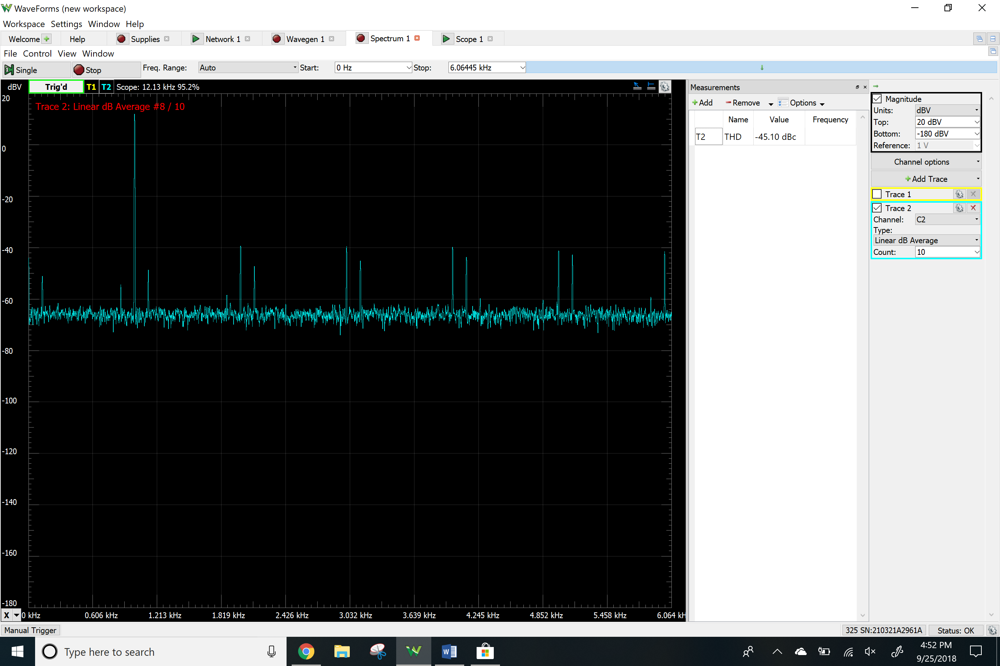 WaveForms (new workspace)
Workspace Settings Window Help
Welcome Help Supplies Network 1 Wavegen 1 Spectrum 1 Scope 1
File Control View Window
Single Stop Freq. Range: Auto Start: 0 Hz Stop: 6.06445 kHz
dBV Trig'd T1 T2 Scope: 12.13 kHz 95.2%
Trace 2: Linear dB Average #8 / 10
20
0
-20
-40
-60
-80
-100
-120
-140
-160
-180
X 0 kHz 0.606 kHz 1.213 kHz 1.819 kHz 2.426 kHz 3.032 kHz 3.639 kHz 4.245 kHz 4.852 kHz 5.458 kHz 6.064 kH
Measurements
Add Remove Options
Name Value Frequency
T2 THD -45.10 dBc
Magnitude
Units: dBV
Top: 20 dBV
Bottom: -180 dBV
Reference: 1 V
Channel options
Add Trace
Trace 1
Trace 2
Channel: C2
Type:
Linear dB Average
Count: 10
Manual Trigger
325 SN:210321A2961A Status: OK
Type here to search
4:52 PM
9/25/2018